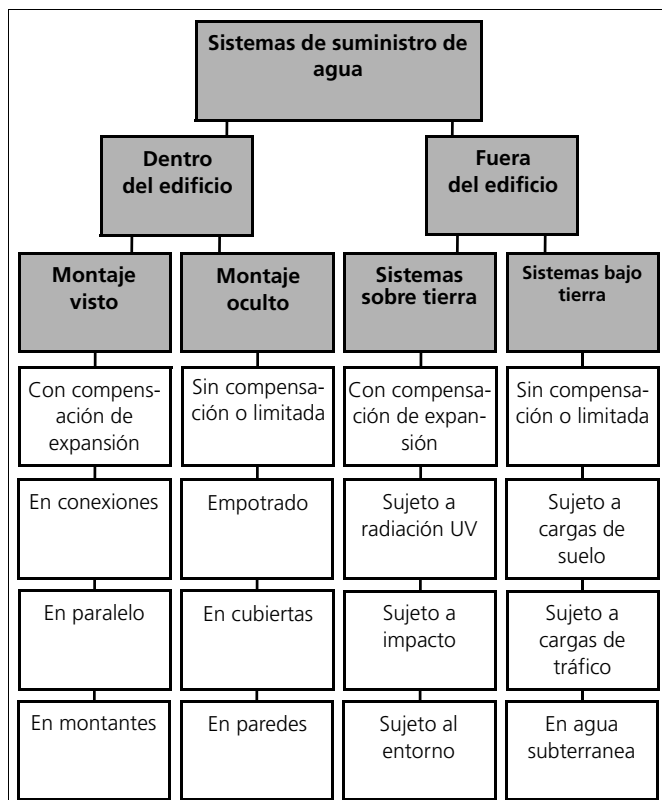 Sistemas de suministro de
agua
Dentro
del edificio
Fuera
del edificio
Montaje
visto
Montaje
oculto
Sistemas
sobre tierra
Sistemas bajo
tierra
Con compens-
ación de
expansión
Sin compensa-
ción o limitada
Con compensa-
ción de expan-
sión
Sin compensa-
ción o limitada
En conexiones
Empotrado
Sujeto a
radiación UV
Sujeto a
cargas de
suelo
En paralelo
En cubiertas
Sujeto a
impacto
Sujeto a
cargas de
tráfico
En montantes
En paredes
Sujeto al
entorno
En agua
subterranea